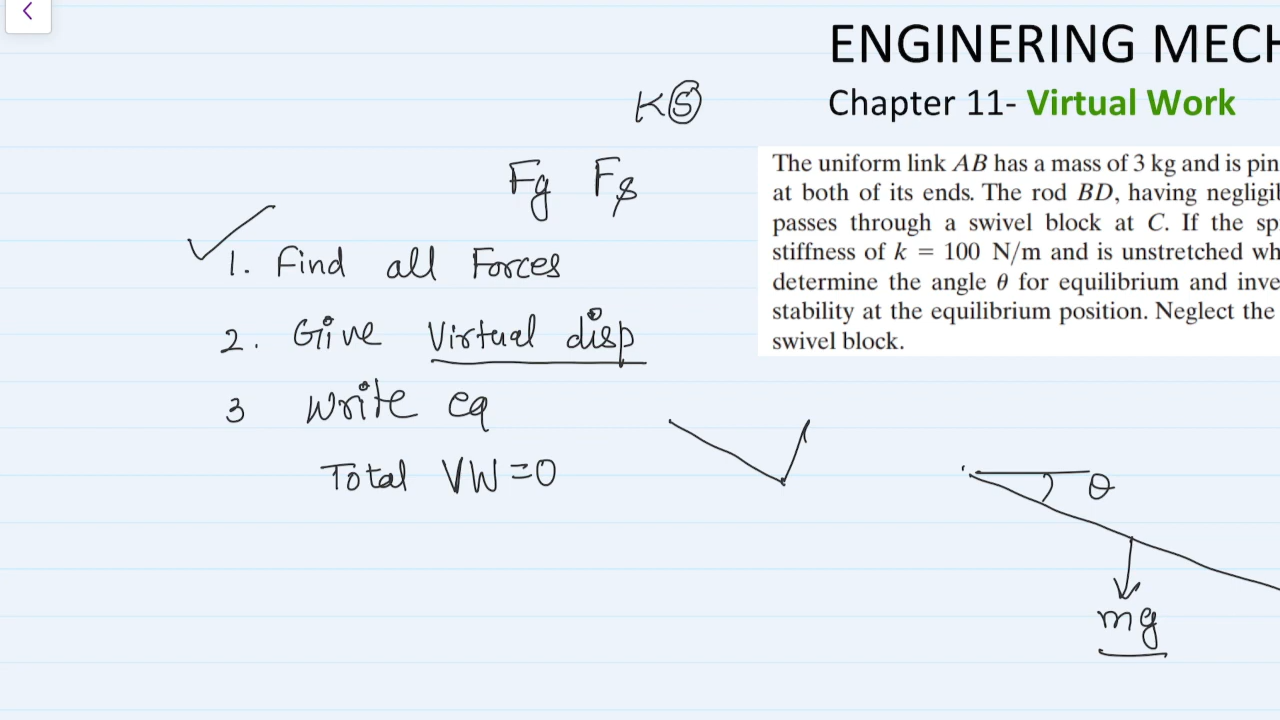 ENGINERING MECH
Chapter 11- Virtual Work
K(S)
Fg Fs
The uniform link AB has a mass of 3 kg and is pin
at both of its ends. The rod BD, having negligib
passes through a swivel block at C. If the sp
stiffness of k = 100 N/m and is unstretched wh
determine the angle θ for equilibrium and inve
stability at the equilibrium position. Neglect the
swivel block.
1. Find all Forces
2. Give Virtual disp
3 Write eq
Total VW=0
θ
mg